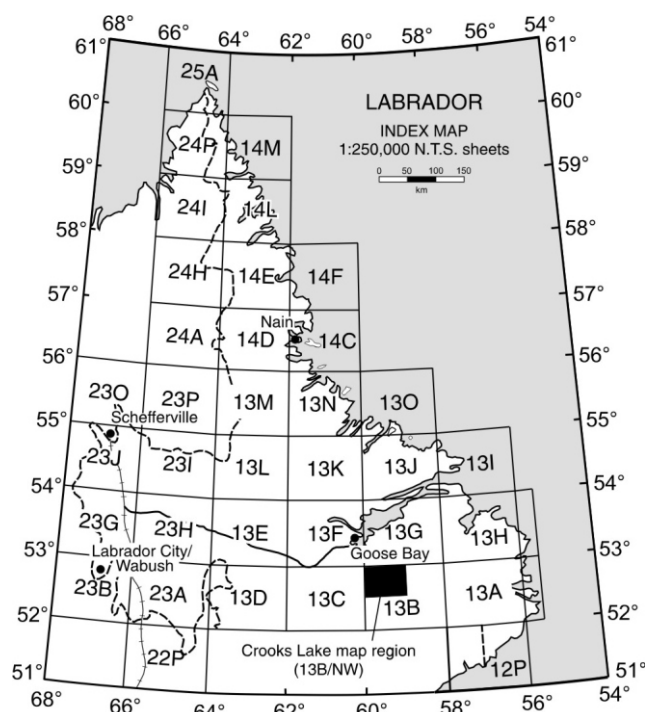 68° 66° 64° 62° 60° 58° 56° 54°
61° 61°
25A
60° 60°
LABRADOR
INDEX MAP
1:250,000 N.T.S. sheets
24P 14M
59° 59°
0 50 100 150
km
24I 14L
58° 58°
24H 14E 14F
57° 57°
Nain
24A 14D 14C
56° 56°
23O 23P 13M 13N 13O
Schefferville
55° 55°
23J 23I 13L 13K 13J 13I
54° 54°
23G 23H 13E 13F 13G 13H
Goose Bay
53° 53°
Labrador City/
Wabush
23B 23A 13D 13C 13B 13A
52° 52°
Crooks Lake map region
(13B/NW)
22P 12P
51° 51°
68° 66° 64° 62° 60° 58° 56° 54°